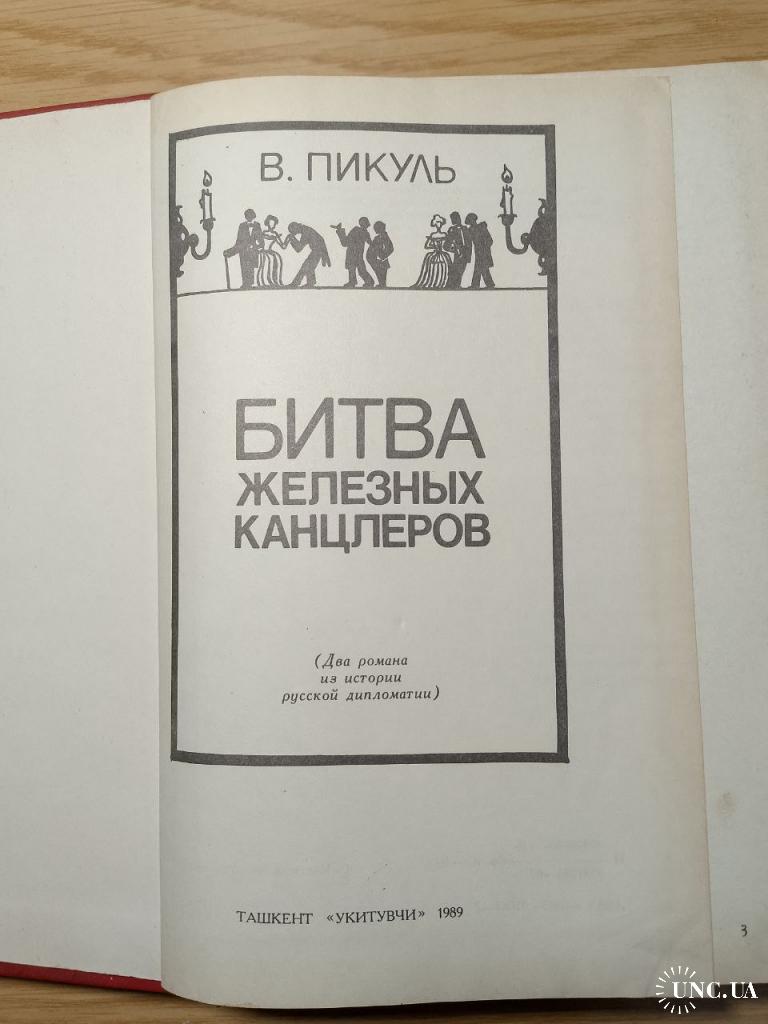 В. ПИКУЛЬ
БИТВА
ЖЕЛЕЗНЫХ
КАНЦЛЕРОВ
(Два романа
из истории
русской дипломатии)
ТАШКЕНТ «УКИТУВЧИ» 1989
3
UNC.UA